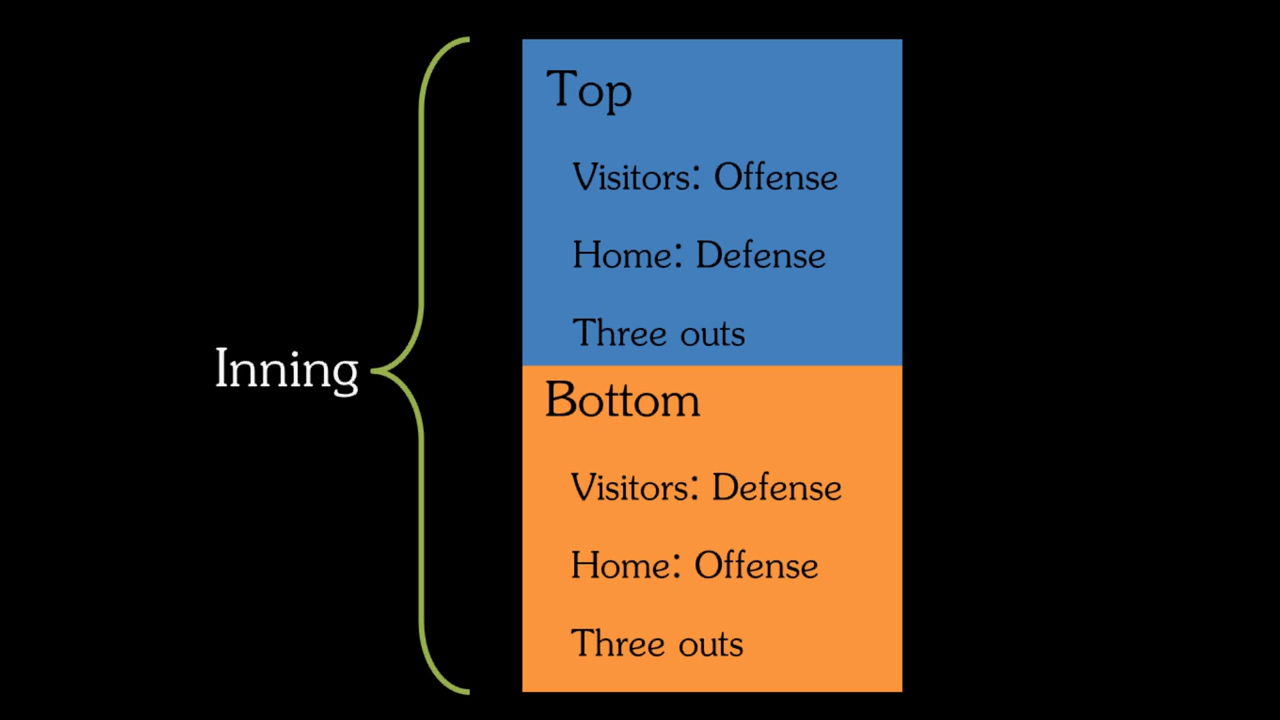 Inning
Top
Visitors: Offense
Home: Defense
Three outs
Bottom
Visitors: Defense
Home: Offense
Three outs